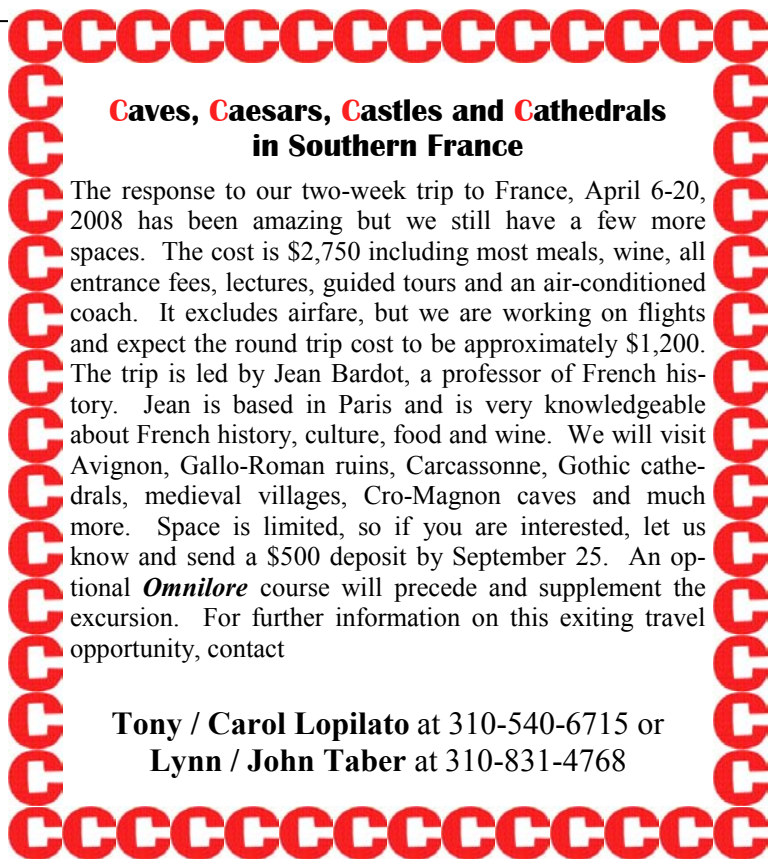 Caves, Caesars, Castles and Cathedrals
in Southern France
The response to our two-week trip to France, April 6-20,
2008 has been amazing but we still have a few more
spaces. The cost is $2,750 including most meals, wine, all
entrance fees, lectures, guided tours and an air-conditioned
coach. It excludes airfare, but we are working on flights
and expect the round trip cost to be approximately $1,200.
The trip is led by Jean Bardot, a professor of French his-
tory. Jean is based in Paris and is very knowledgeable
about French history, culture, food and wine. We will visit
Avignon, Gallo-Roman ruins, Carcassonne, Gothic cathe-
drals, medieval villages, Cro-Magnon caves and much
more. Space is limited, so if you are interested, let us
know and send a $500 deposit by September 25. An op-
tional Omnilore course will precede and supplement the
excursion. For further information on this exiting travel
opportunity, contact
Tony / Carol Lopilato at 310-540-6715 or
Lynn / John Taber at 310-831-4768